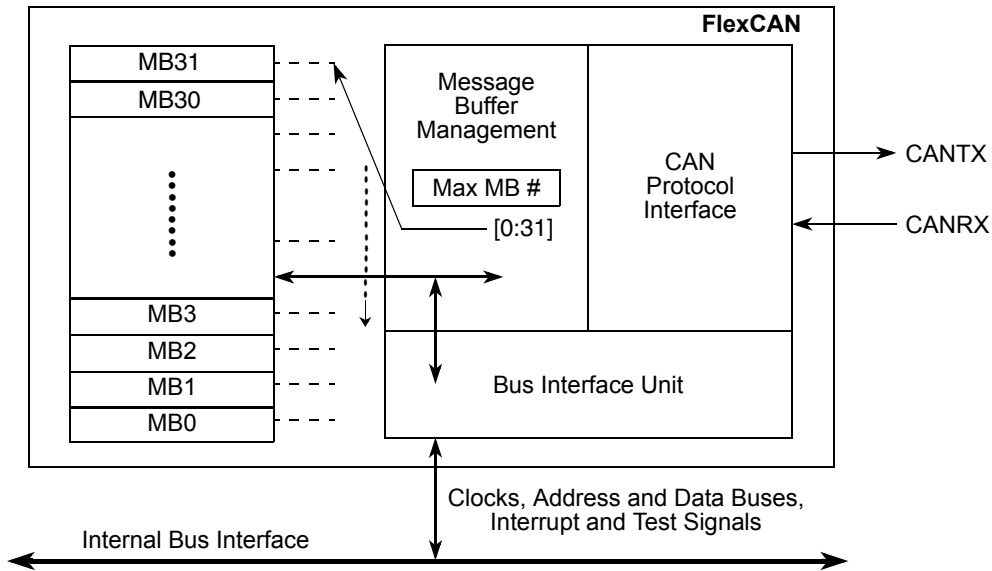 FlexCAN
MB31
MB30
MB3
MB2
MB1
MB0
Message
Buffer
Management
Max MB #
[0:31]
CAN
Protocol
Interface
CANTX
CANRX
Bus Interface Unit
Clocks, Address and Data Buses,
Interrupt and Test Signals
Internal Bus Interface